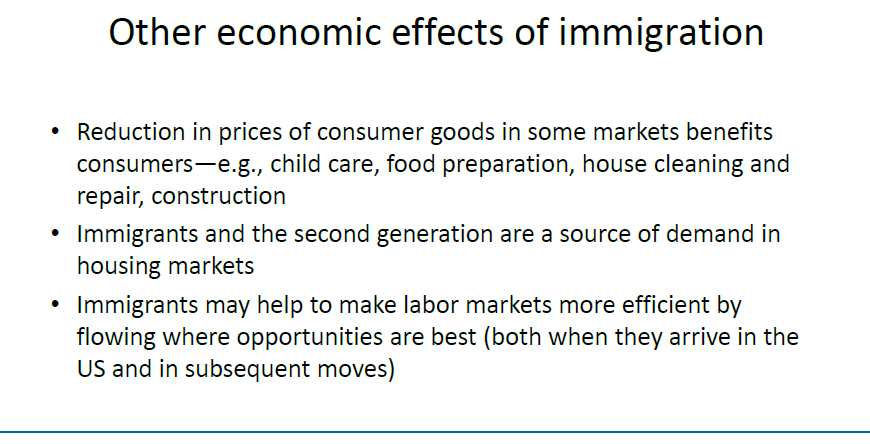 Other economic effects of immigration
• Reduction in prices of consumer goods in some markets benefits
consumers—e.g., child care, food preparation, house cleaning and
repair, construction
• Immigrants and the second generation are a source of demand in
housing markets
• Immigrants may help to make labor markets more efficient by
flowing where opportunities are best (both when they arrive in the
US and in subsequent moves)